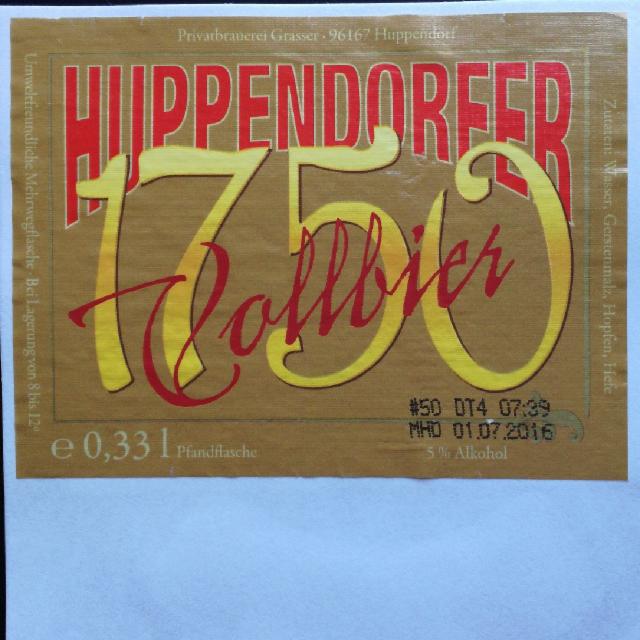 Privatbrauerei Grasser · 96167 Huppendorf
HUPPENDORFER
1750
Vollbier
Umweltfreundliche Mehrwegflasche Bei Lagerung von 8 bis 12°
Zutaten: Wasser, Gerstenmalz, Hopfen, Hefe
#50 DT4 07:39
MHD 01.07.2016
e 0,33 l Pfandflasche
5 % Alkohol